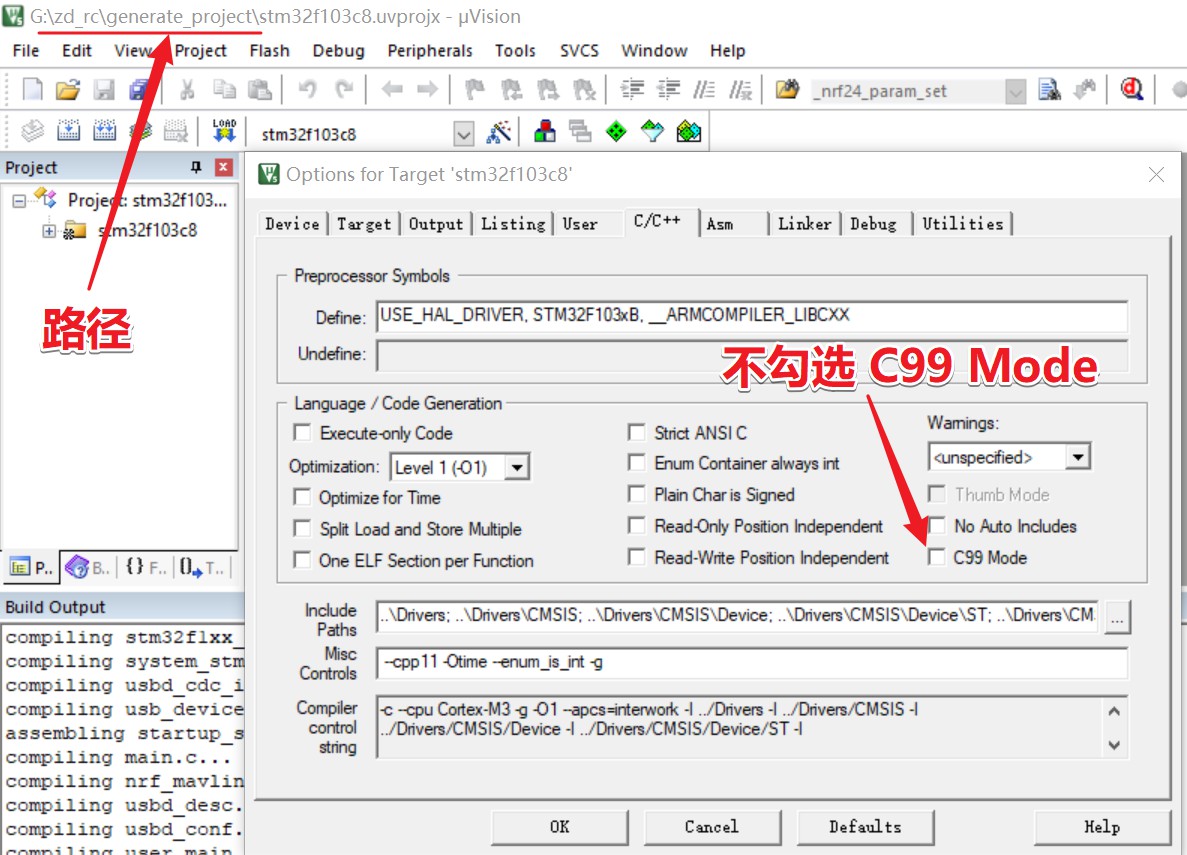 G:\zd_rc\generate_project\stm32f103c8.uvprojx - µVision
File Edit View Project Flash Debug Peripherals Tools SVCS Window Help
_nrf24_param_set
LOAD
stm32f103c8
Project
Project: stm32f103...
stm32f103c8
路径
P..
B..
{} F..
T..
Options for Target 'stm32f103c8'
Device Target Output Listing User C/C++ Asm Linker Debug Utilities
Preprocessor Symbols
Define: USE_HAL_DRIVER, STM32F103xB, __ARMCOMPILER_LIBCXX
Undefine:
不勾选 C99 Mode
Language / Code Generation
Execute-only Code
Optimization: Level 1 (-O1)
Optimize for Time
Split Load and Store Multiple
One ELF Section per Function
Strict ANSI C
Enum Container always int
Plain Char is Signed
Read-Only Position Independent
Read-Write Position Independent
Warnings:
<unspecified>
Thumb Mode
No Auto Includes
C99 Mode
Include Paths
..\Drivers; ..\Drivers\CMSIS; ..\Drivers\CMSIS\Device; ..\Drivers\CMSIS\Device\ST; ..\Drivers\CM
...
Misc Controls
--cpp11 -Otime --enum_is_int -g
Compiler control string
-c --cpu Cortex-M3 -g -O1 --apcs=interwork -I ../Drivers -I ../Drivers/CMSIS -I
../Drivers/CMSIS/Device -I ../Drivers/CMSIS/Device/ST -I
OK Cancel Defaults Help
Build Output
compiling stm32f1xx_
compiling system_stm
compiling usbd_cdc_i
compiling usb_device
assembling startup_s
compiling main.c...
compiling nrf_mavlin
compiling usbd_desc.
compiling usbd_conf.
compiling user_main